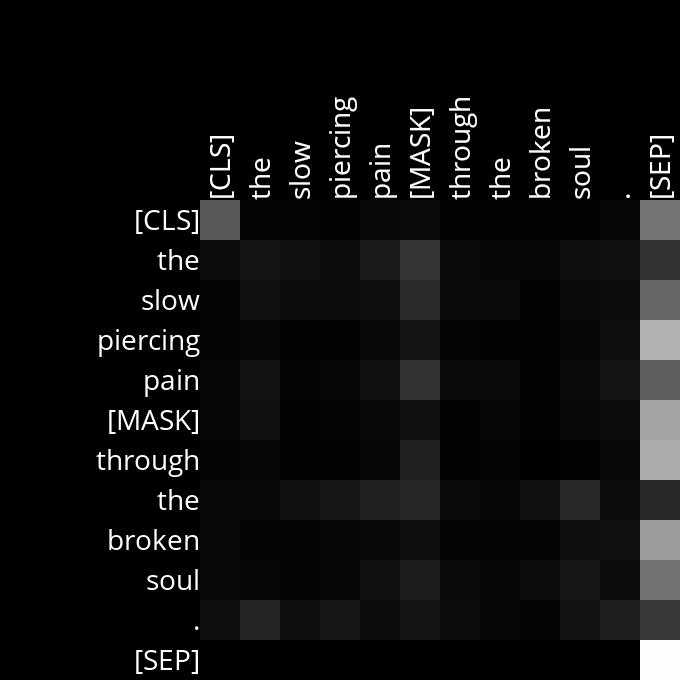 [CLS] the slow piercing pain [MASK] through the broken soul . [SEP]
[CLS]
the
slow
piercing
pain
[MASK]
through
the
broken
soul
.
[SEP]